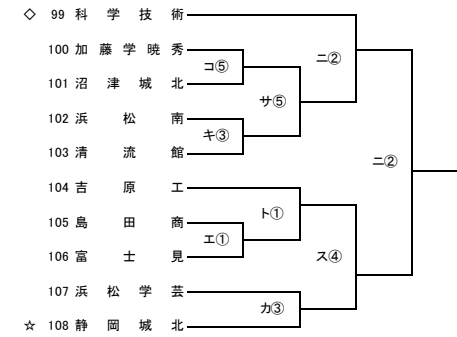 ◇ 99 科学技術
100 加藤学暁秀
101 沼津城北
102 浜松南
103 清流館
104 吉原工
105 島田商
106 富士見
107 浜松学芸
☆ 108 静岡城北
コ⑤
キ③
エ①
カ③
サ⑤
ト①
ニ②
ス④
ニ②